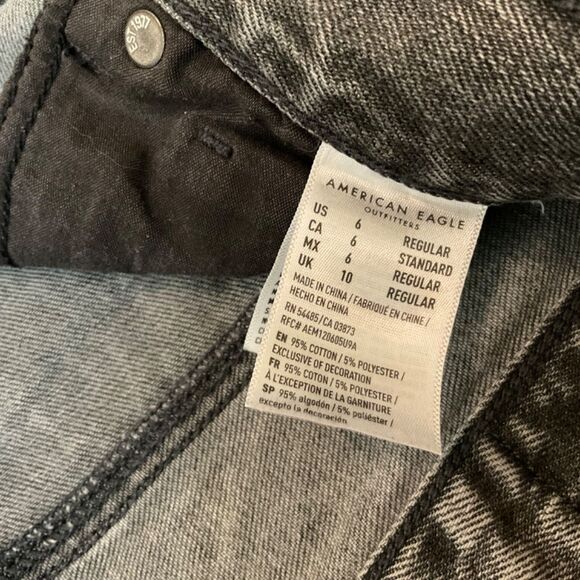 EST 1977
AMERICAN EAGLE
OUTFITTERS
US 6 REGULAR
CA 6 STANDARD
MX 6 REGULAR
UK 10 REGULAR
MADE IN CHINA / FABRIQUÉ EN CHINE /
HECHO EN CHINA
RN 54485/CA 03873
RFC# AEM120605U9A
EN 95% COTTON / 5% POLYESTER /
EXCLUSIVE OF DECORATION
FR 95% COTON / 5% POLYESTER /
À L'EXCEPTION DE LA GARNITURE
SP 95% algodón / 5% poliéster /
excepto la decoración